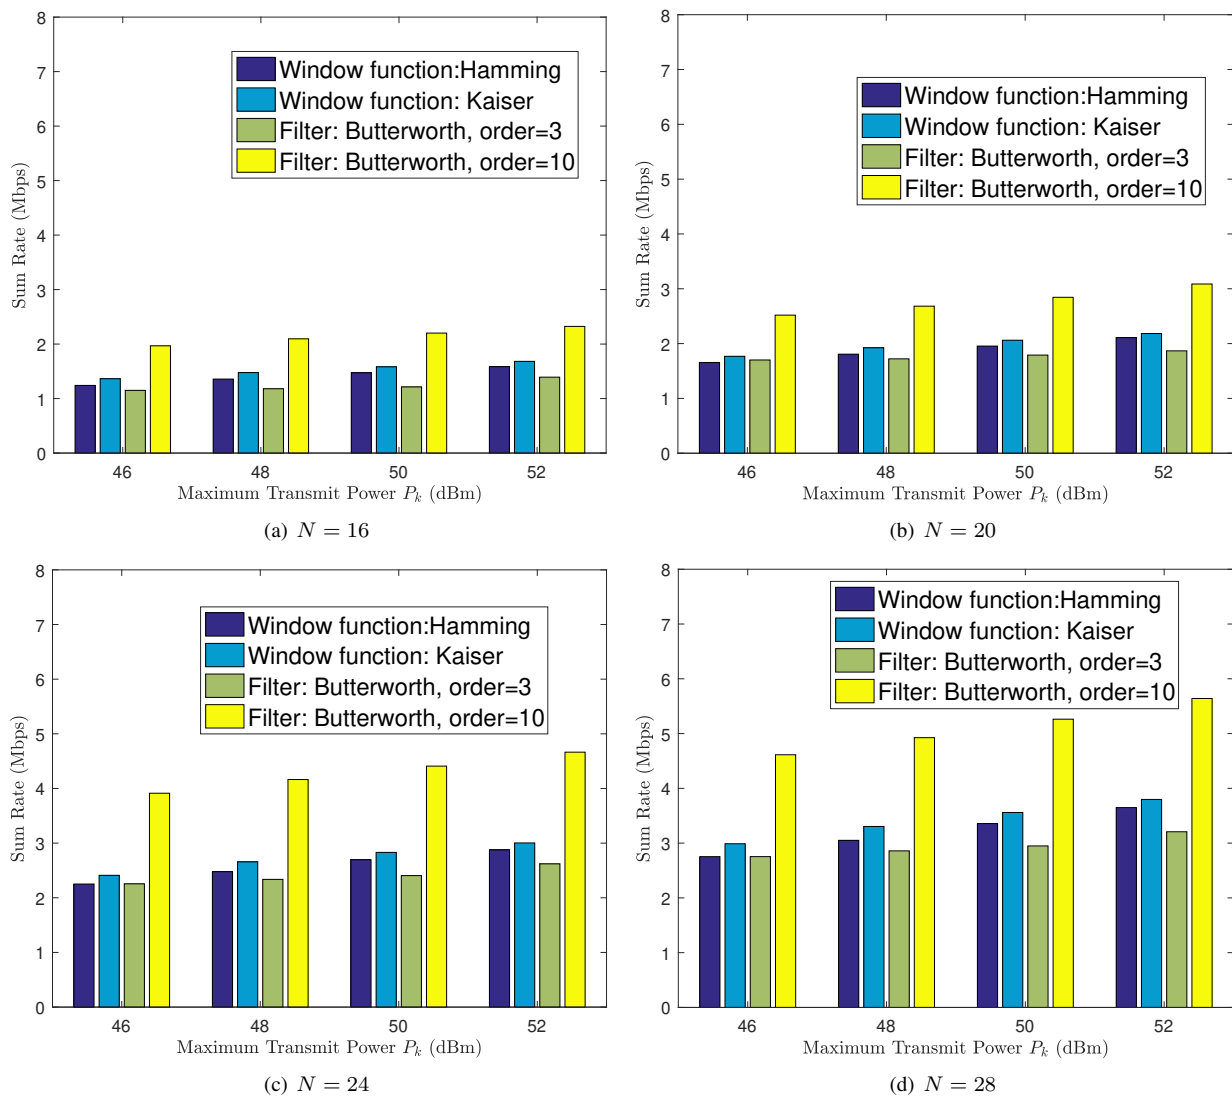 8
7
6
5
4
3
2
1
0
Sum Rate (Mbps)
Window function:Hamming
Window function: Kaiser
Filter: Butterworth, order=3
Filter: Butterworth, order=10
46 48 50 52
Maximum Transmit Power P_k (dBm)
(a) N = 16
8
7
6
5
4
3
2
1
0
Sum Rate (Mbps)
Window function:Hamming
Window function: Kaiser
Filter: Butterworth, order=3
Filter: Butterworth, order=10
46 48 50 52
Maximum Transmit Power P_k (dBm)
(b) N = 20
8
7
6
5
4
3
2
1
0
Sum Rate (Mbps)
Window function:Hamming
Window function: Kaiser
Filter: Butterworth, order=3
Filter: Butterworth, order=10
46 48 50 52
Maximum Transmit Power P_k (dBm)
(c) N = 24
8
7
6
5
4
3
2
1
0
Sum Rate (Mbps)
Window function:Hamming
Window function: Kaiser
Filter: Butterworth, order=3
Filter: Butterworth, order=10
46 48 50 52
Maximum Transmit Power P_k (dBm)
(d) N = 28